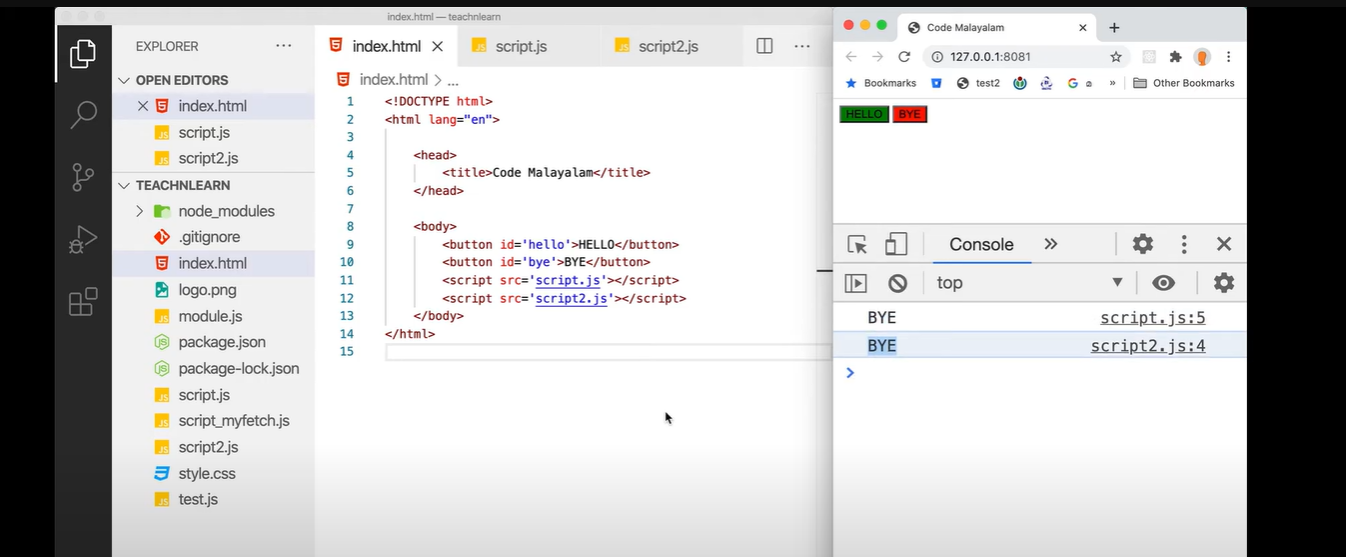 index.html — teachnlearn
EXPLORER
OPEN EDITORS
index.html
script.js
script2.js
TEACHNLEARN
node_modules
.gitignore
index.html
logo.png
module.js
package.json
package-lock.json
script.js
script_myfetch.js
script2.js
style.css
test.js
index.html
script.js
script2.js
index.html > ...
1 <!DOCTYPE html>
2 <html lang="en">
3
4 <head>
5 <title>Code Malayalam</title>
6 </head>
7
8 <body>
9 <button id='hello'>HELLO</button>
10 <button id='bye'>BYE</button>
11 <script src='script.js'></script>
12 <script src='script2.js'></script>
13 </body>
14 </html>
15
Code Malayalam
127.0.0.1:8081
Bookmarks test2 a » Other Bookmarks
HELLO BYE
Console »
top
BYE script.js:5
BYE script2.js:4